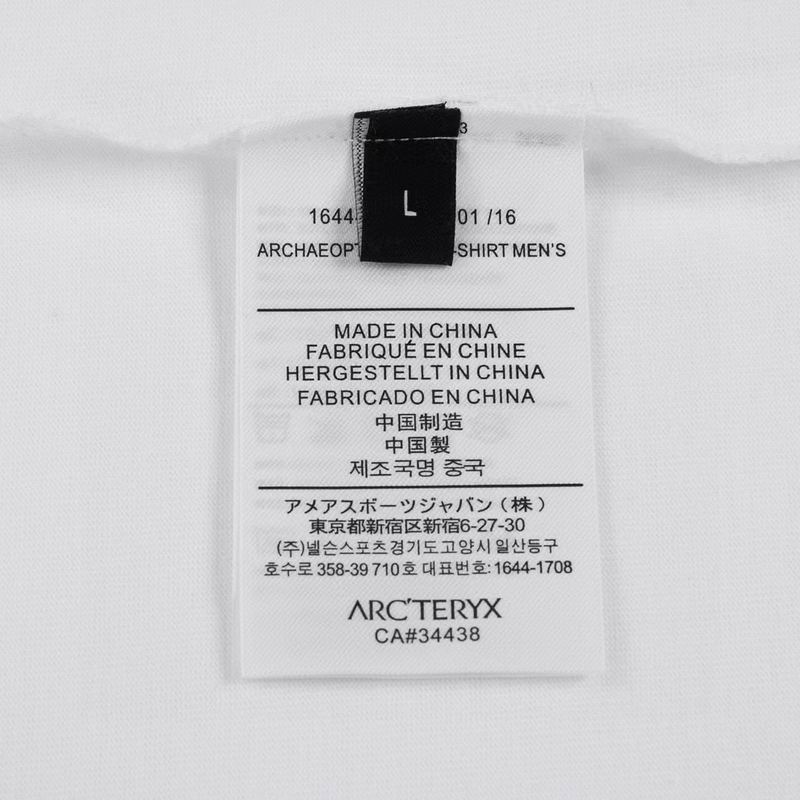 3
L
1644 01 /16
ARCHAEOPT -SHIRT MEN'S
MADE IN CHINA
FABRIQUÉ EN CHINE
HERGESTELLT IN CHINA
FABRICADO EN CHINA
中国制造
中国製
제조국명 중국
アメアスポーツジャパン（株）
東京都新宿区新宿6-27-30
(주)넬슨스포츠경기도고양시일산등구
호수로 358-39 710호 대표번호: 1644-1708
ARC'TERYX
CA#34438